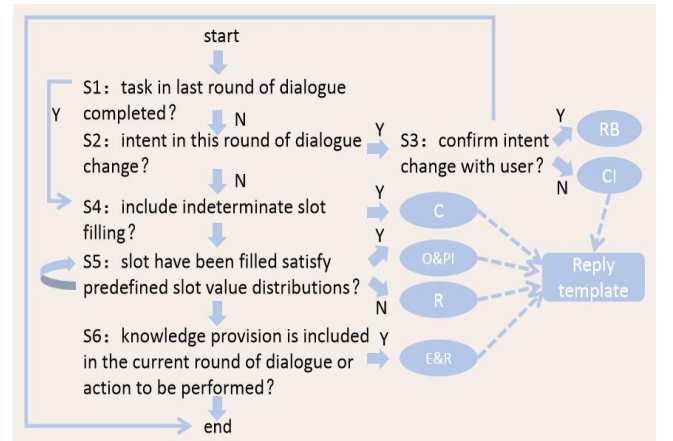 start
S1：task in last round of dialogue
completed？
Y
N
S2：intent in this round of dialogue
change？
Y
N
S3：confirm intent
change with user？
Y
N
RB
CI
S4：include indeterminate slot
filling？
Y
C
S5：slot have been filled satisfy
predefined slot value distributions？
Y
N
O&PI
R
Reply
template
S6：knowledge provision is included
in the current round of dialogue or
action to be performed？
Y
E&R
end